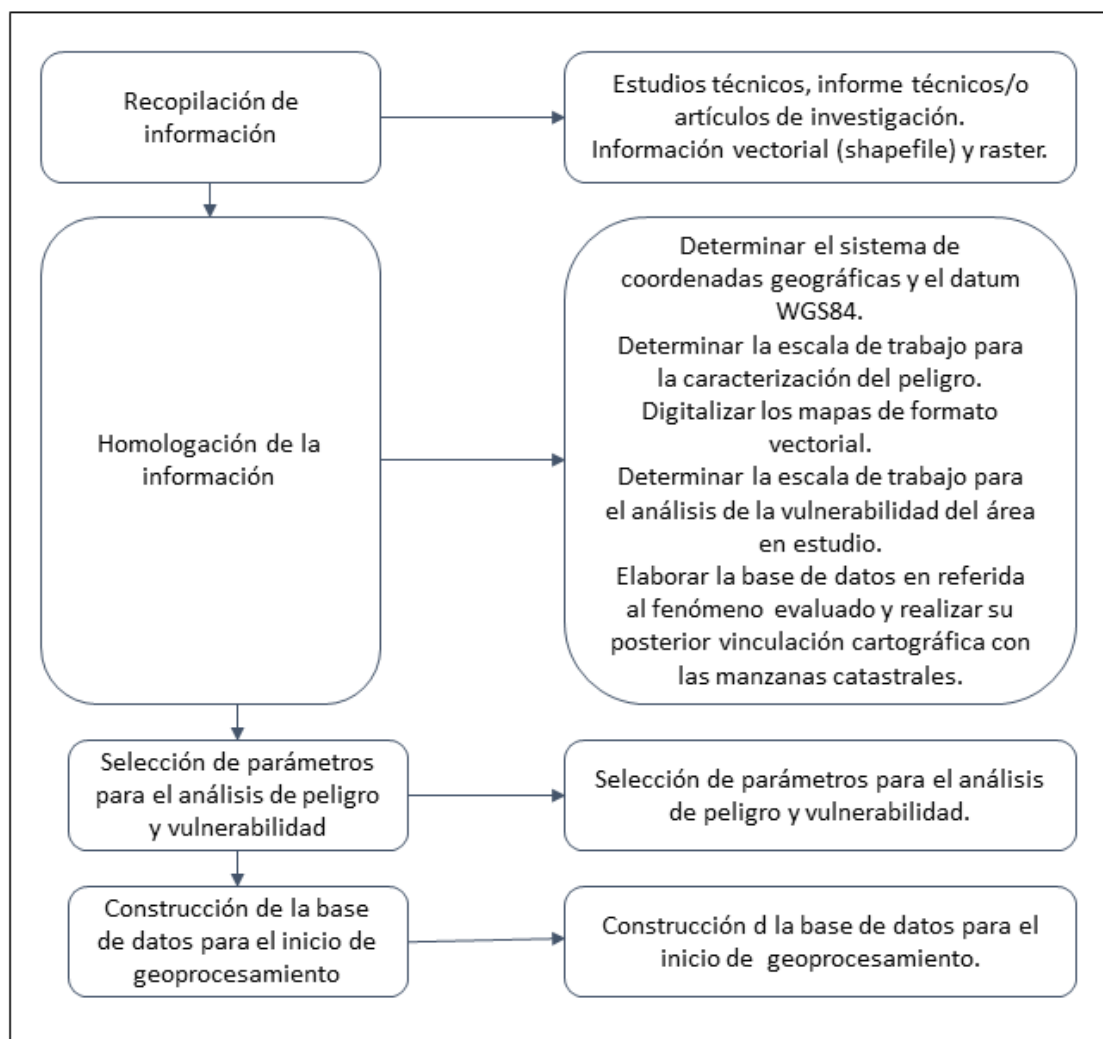 Recopilación de
información
Estudios técnicos, informe técnicos/o
artículos de investigación.
Información vectorial (shapefile) y raster.
Homologación de la
información
Determinar el sistema de
coordenadas geográficas y el datum
WGS84.
Determinar la escala de trabajo para
la caracterización del peligro.
Digitalizar los mapas de formato
vectorial.
Determinar la escala de trabajo para
el análisis de la vulnerabilidad del área
en estudio.
Elaborar la base de datos en referida
al fenómeno evaluado y realizar su
posterior vinculación cartográfica con
las manzanas catastrales.
Selección de parámetros
para el análisis de peligro
y vulnerabilidad
Selección de parámetros para el análisis
de peligro y vulnerabilidad.
Construcción de la base
de datos para el inicio de
geoprocesamiento
Construcción d la base de datos para el
inicio de geoprocesamiento.